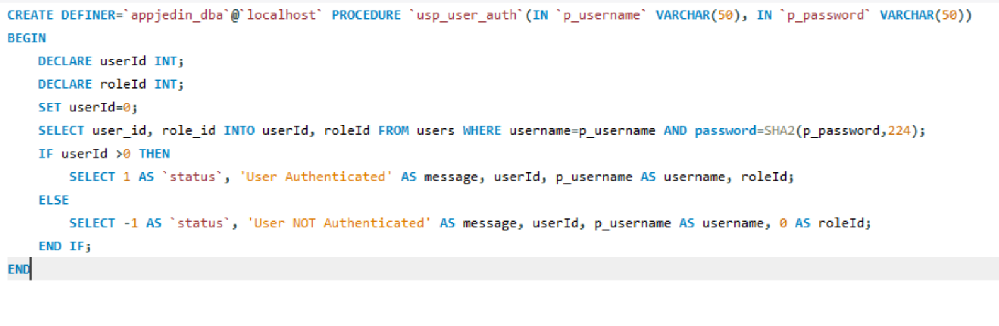 CREATE DEFINER=`appjedin_dba`@`localhost` PROCEDURE `usp_user_auth`(IN `p_username` VARCHAR(50), IN `p_password` VARCHAR(50))
BEGIN
    DECLARE userId INT;
    DECLARE roleId INT;
    SET userId=0;
    SELECT user_id, role_id INTO userId, roleId FROM users WHERE username=p_username AND password=SHA2(p_password,224);
    IF userId >0 THEN
        SELECT 1 AS `status`, 'User Authenticated' AS message, userId, p_username AS username, roleId;
    ELSE
        SELECT -1 AS `status`, 'User NOT Authenticated' AS message, userId, p_username AS username, 0 AS roleId;
    END IF;
END